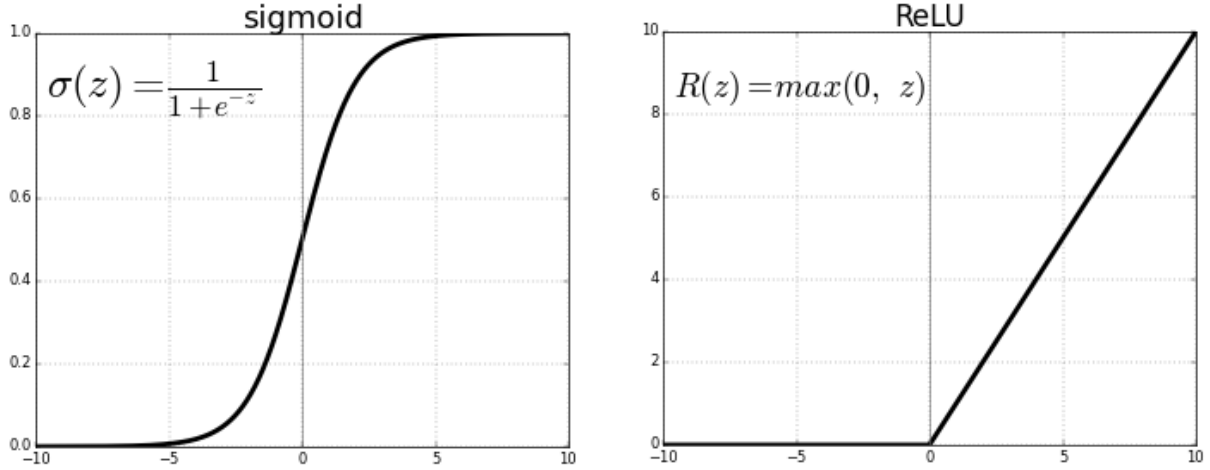 sigmoid
1.0
σ(z) = 1/(1+e^{-z})
0.8
0.6
0.4
0.2
0.0
−10 −5 0 5 10
ReLU
10
R(z) = max(0, z)
8
6
4
2
0
−10 −5 0 5 10